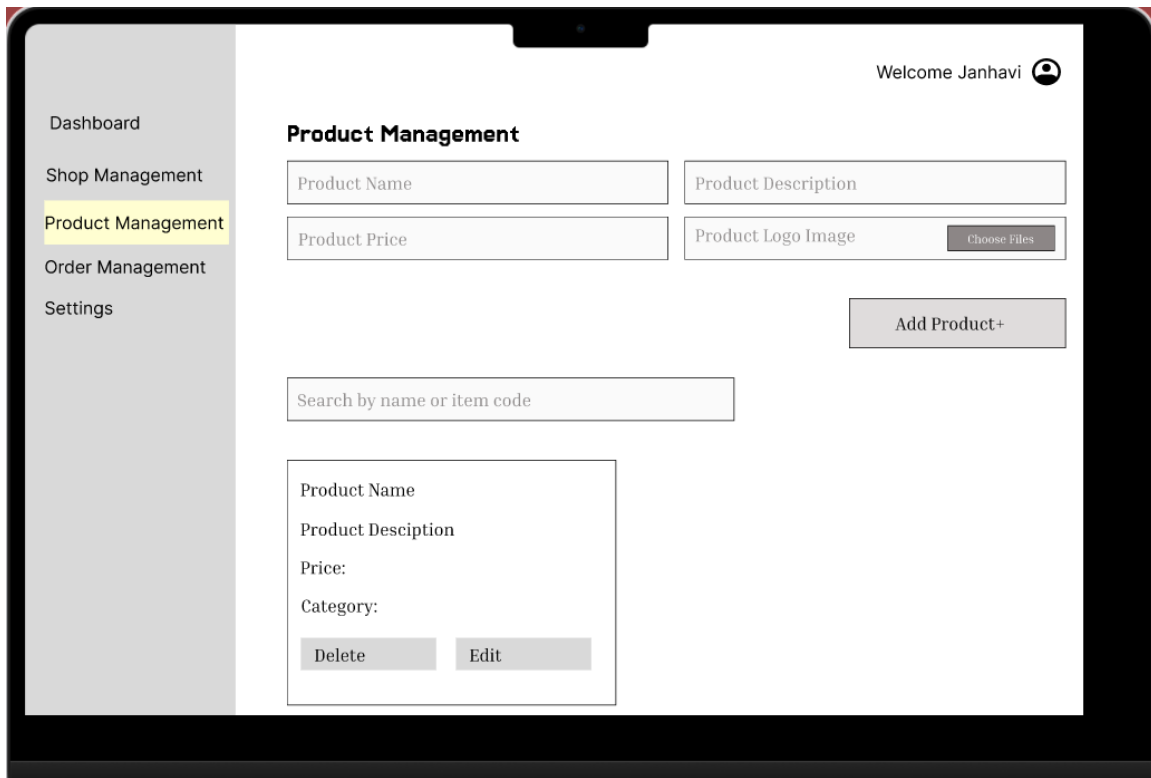 Welcome Janhavi
Dashboard
Shop Management
Product Management
Order Management
Settings
Product Management
Product Name
Product Description
Product Price
Product Logo Image
Choose Files
Add Product+
Search by name or item code
Product Name
Product Desciption
Price:
Category:
Delete
Edit